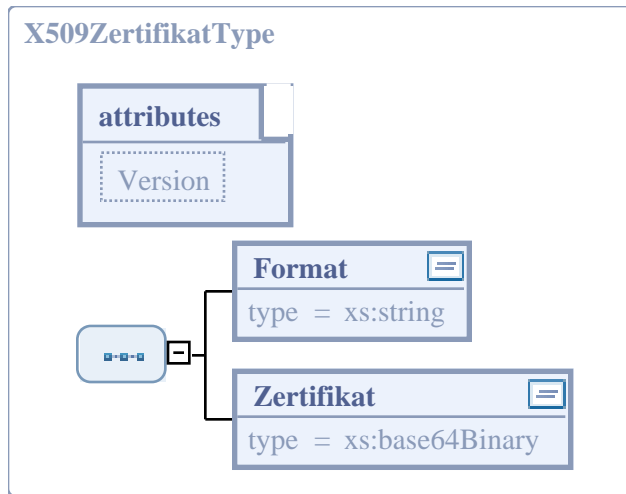 X509ZertifikatType
attributes
Version
Format
type = xs:string
Zertifikat
type = xs:base64Binary